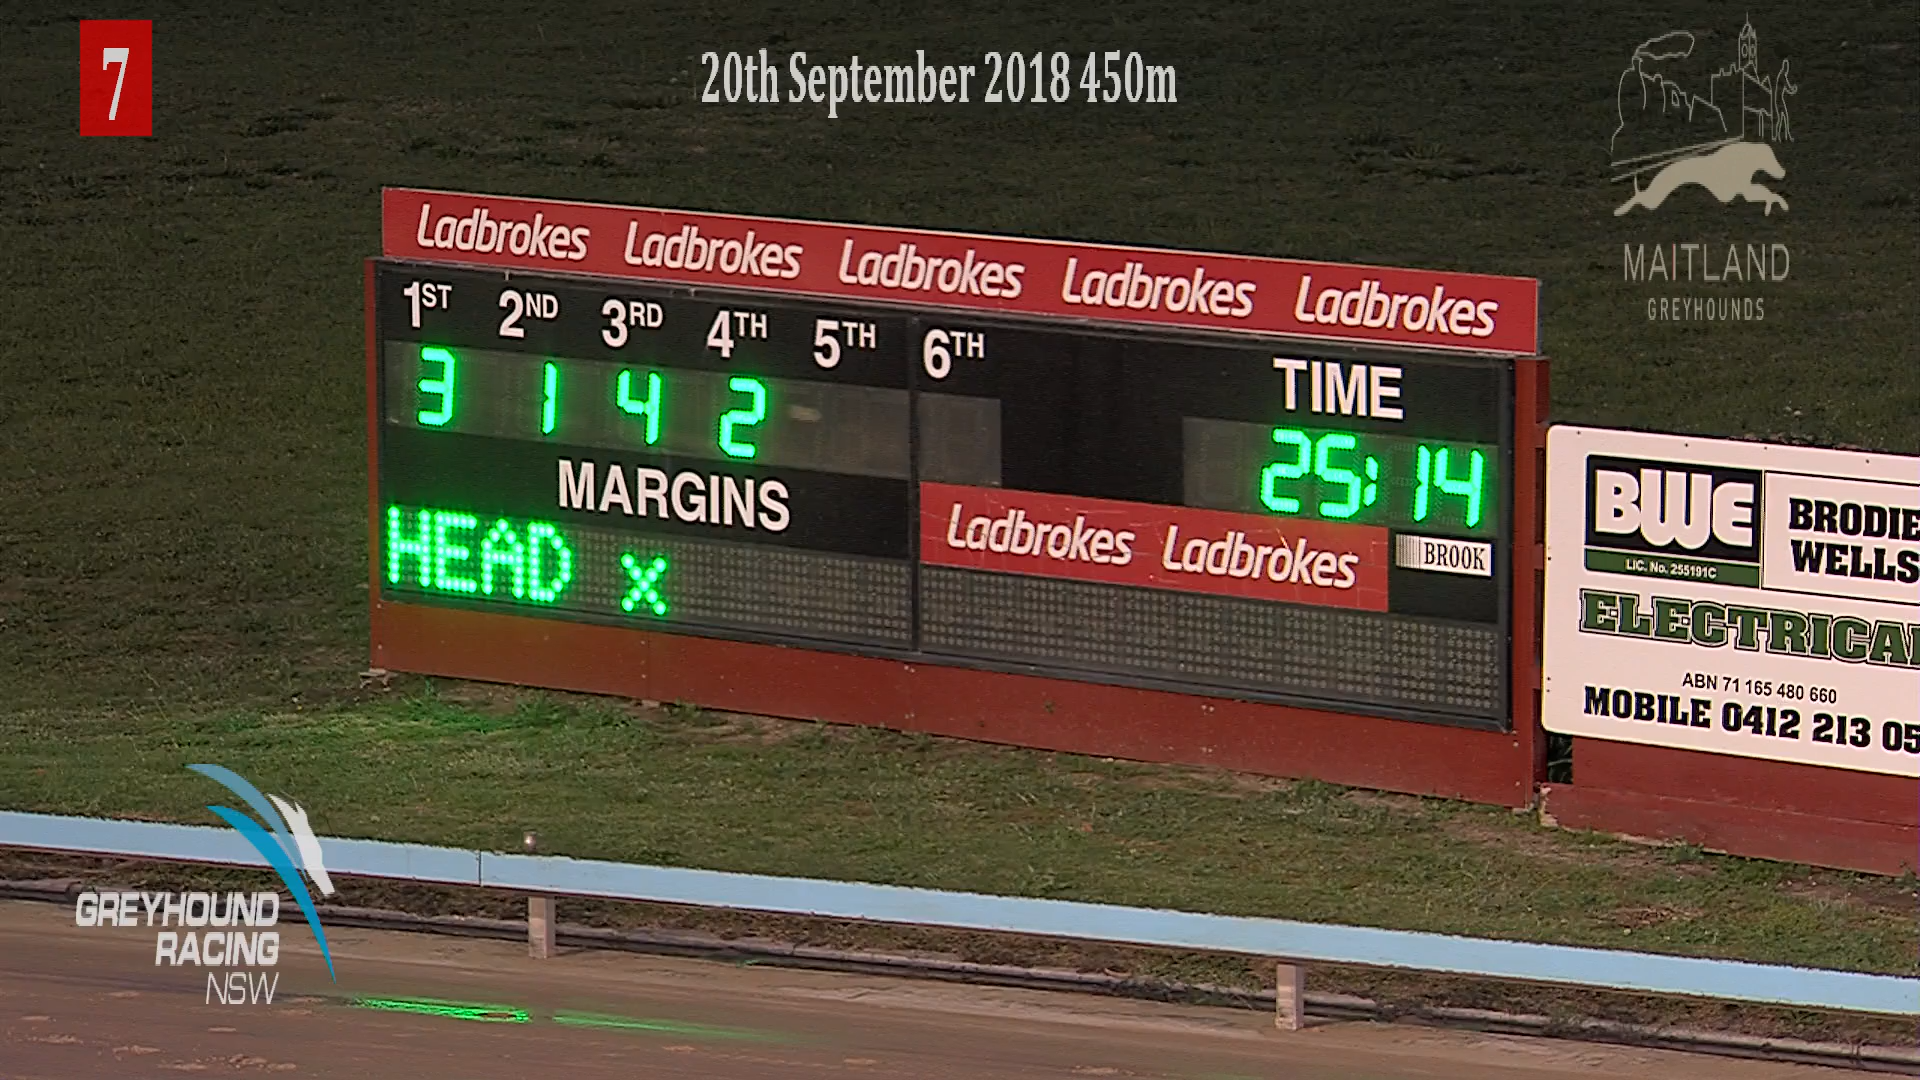 7
20th September 2018 450m
MAITLAND
GREYHOUNDS
Ladbrokes Ladbrokes Ladbrokes Ladbrokes Ladbrokes
1ST 2ND 3RD 4TH 5TH 6TH
TIME
3 1 4 2
25:14
MARGINS
HEAD x
Ladbrokes Ladbrokes
BROOK
BWE
LIC. No. 255191C
BRODIE
WELLS
ELECTRICA
ABN 71 165 480 660
MOBILE 0412 213 05
GREYHOUND
RACING
NSW